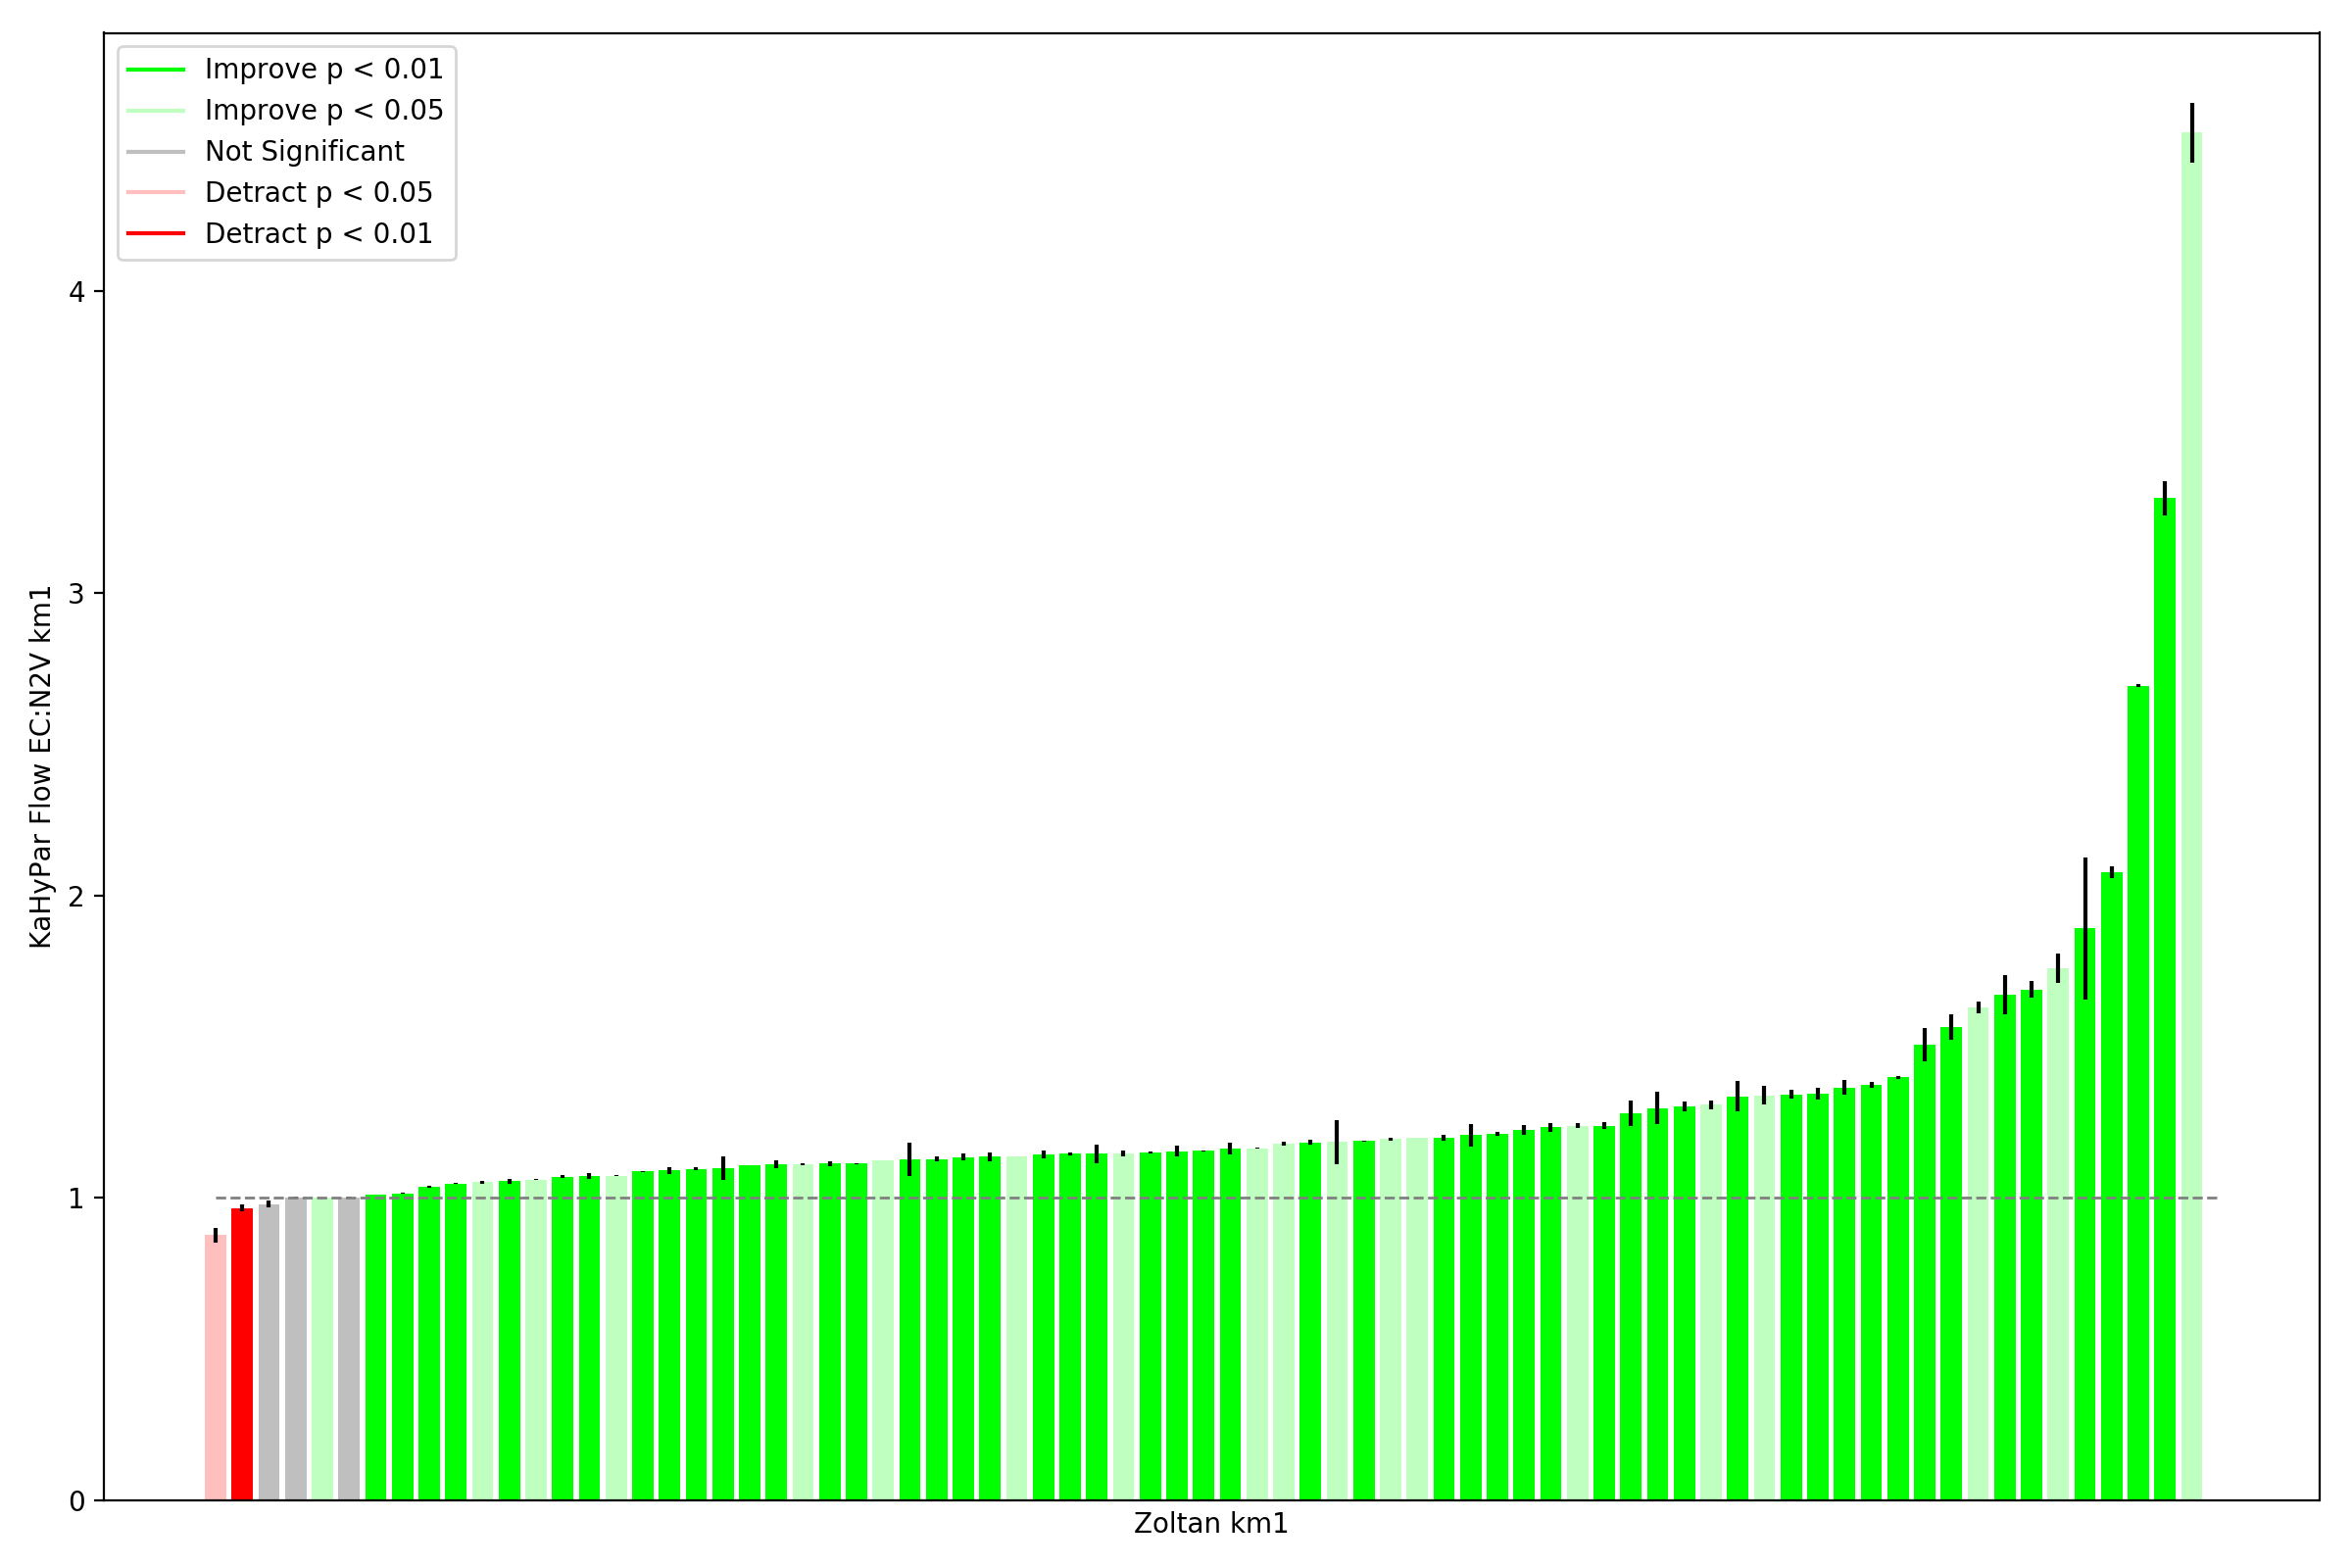 Improve p < 0.01
Improve p < 0.05
Not Significant
Detract p < 0.05
Detract p < 0.01
4
3
2
1
0
KaHyPar Flow EC:N2V km1
Zoltan km1